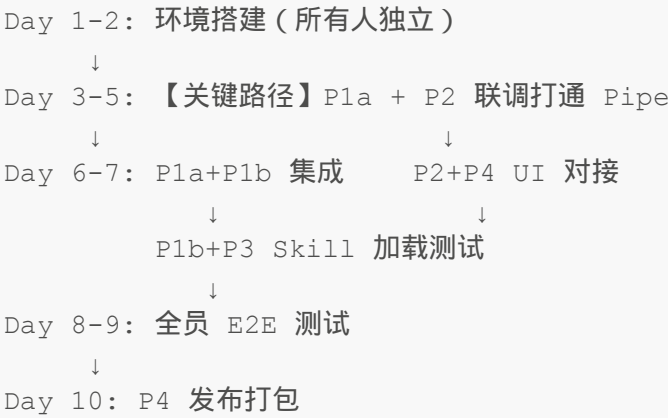 Day 1-2: 环境搭建（所有人独立）
↓
Day 3-5: 【关键路径】P1a + P2 联调打通 Pipe
↓ ↓
Day 6-7: P1a+P1b 集成 P2+P4 UI 对接
↓ ↓
P1b+P3 Skill 加载测试
↓
Day 8-9: 全员 E2E 测试
↓
Day 10: P4 发布打包